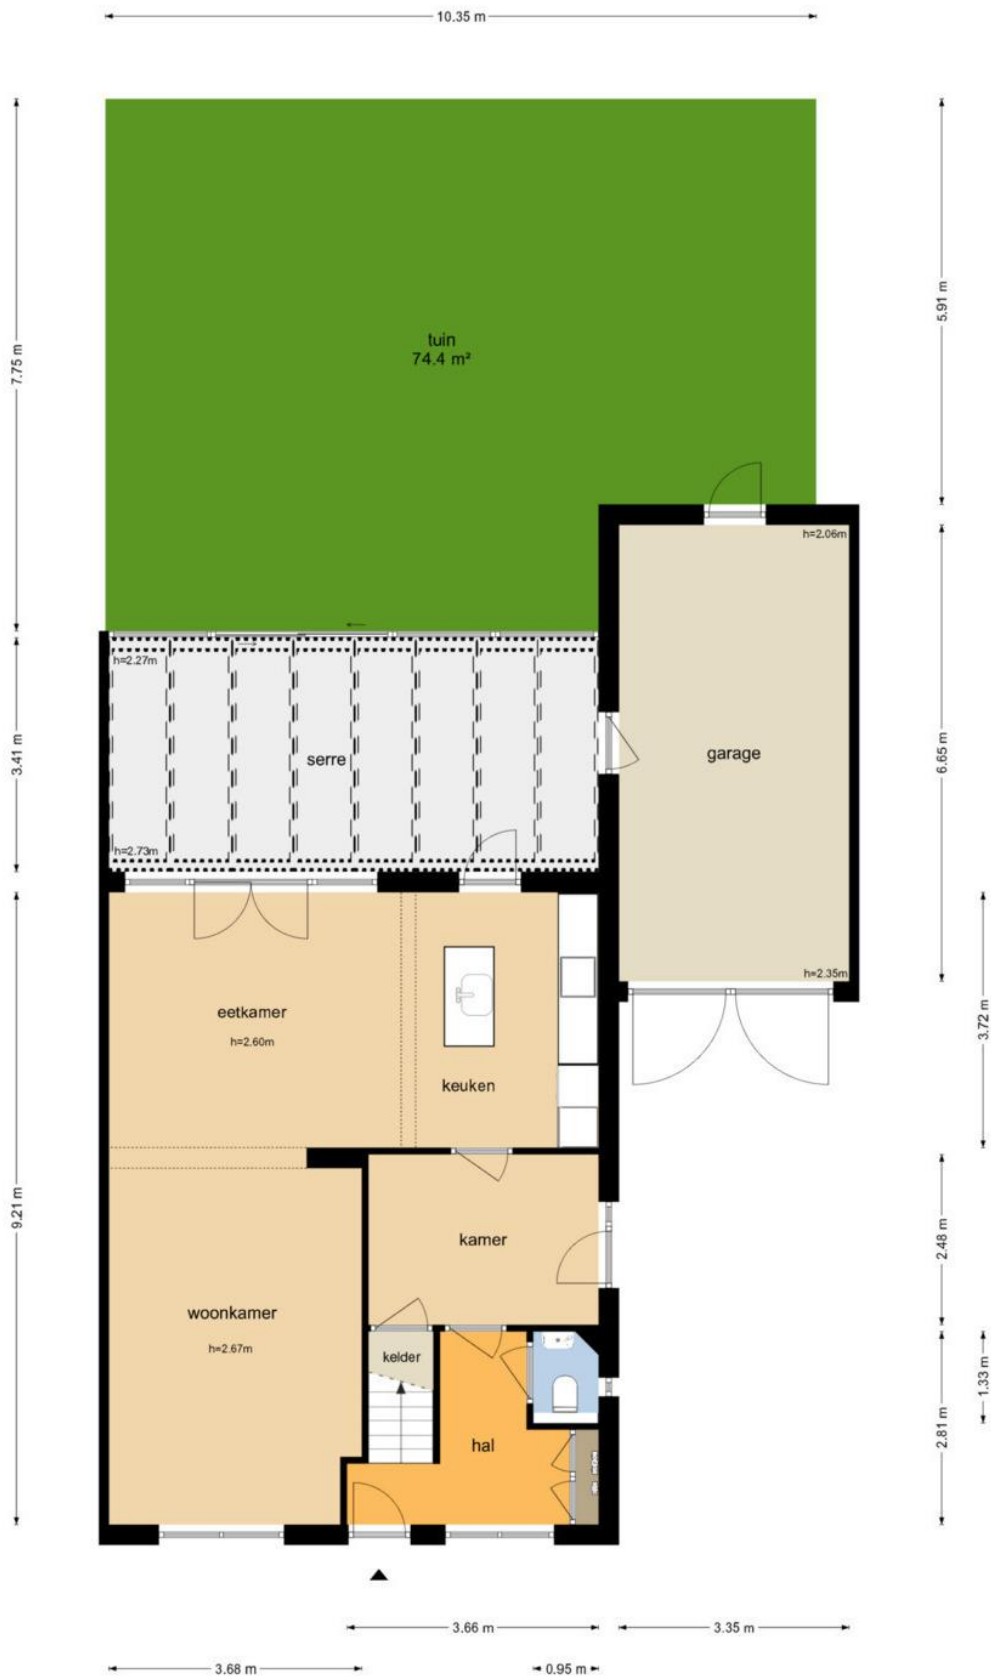 10.35 m
7.75 m
5.91 m
tuin
74.4 m²
h=2.06m
h=2.27m
3.41 m
serre
garage
6.65 m
h=2.73m
h=2.35m
eetkamer
h=2.60m
3.72 m
keuken
9.21 m
kamer
2.48 m
woonkamer
h=2.67m
kelder
1.33 m
hal
2.81 m
3.66 m
3.35 m
3.68 m
0.95 m